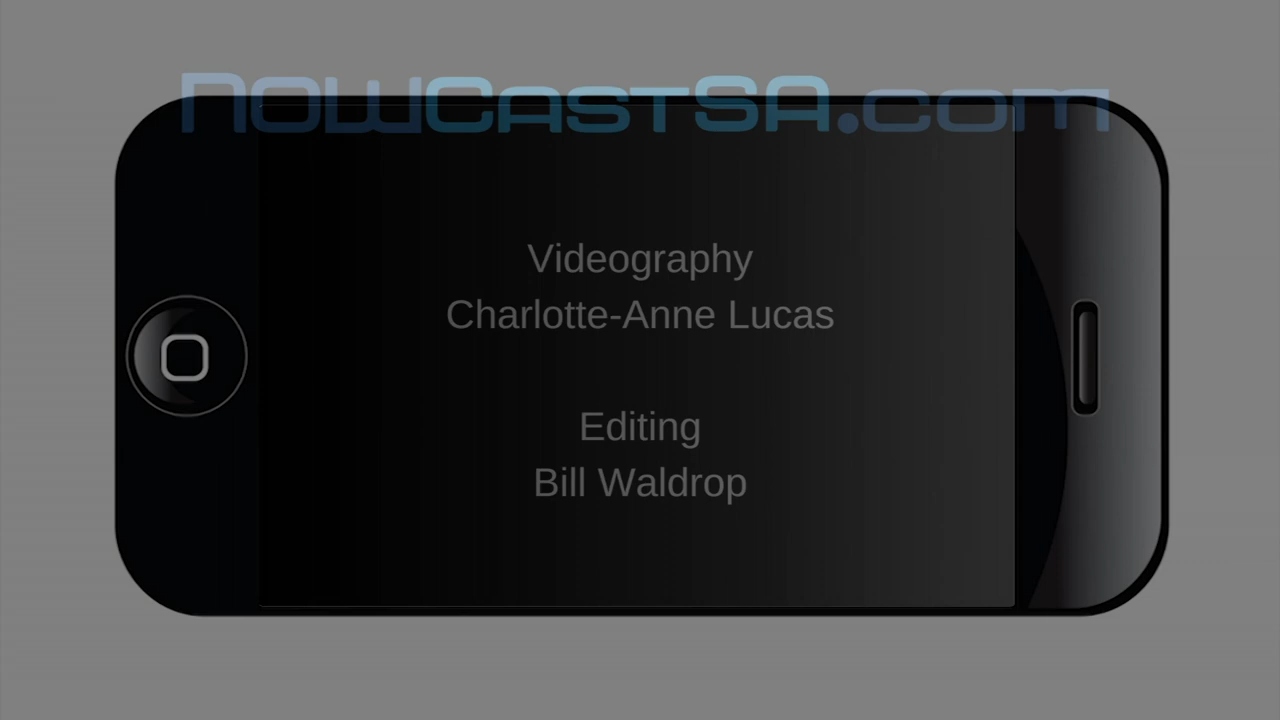 NOWCASTSA.com
Videography
Charlotte-Anne Lucas
Editing
Bill Waldrop